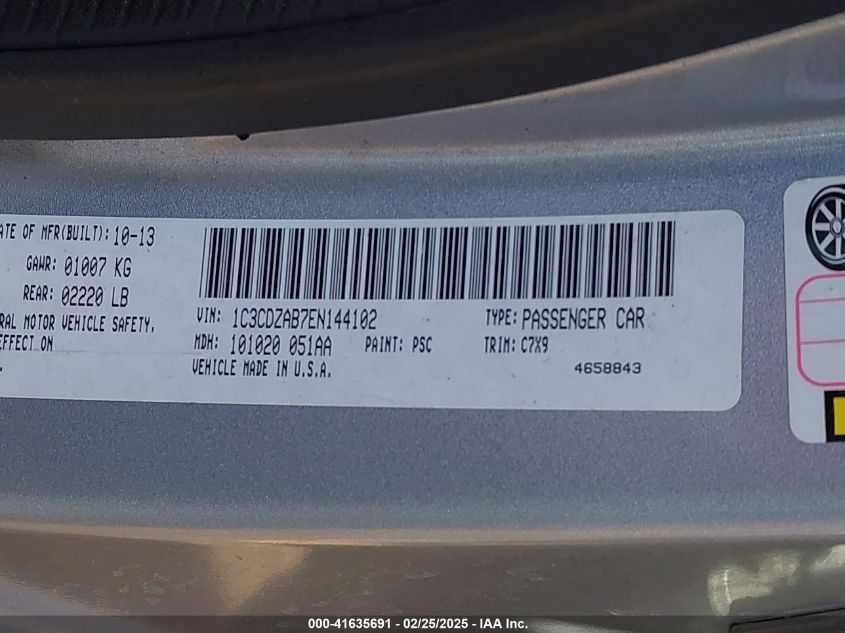 ATE OF MFR(BUILT): 10-13
GAWR: 01007 KG
REAR: 02220 LB
RAL MOTOR VEHICLE SAFETY,
EFFECT ON
VIN: 1C3CDZAB7EN144102 TYPE: PASSENGER CAR
MDH: 101020 051AA PAINT: PSC TRIM: C7X9
VEHICLE MADE IN U.S.A. 4658843
000-41635691 - 02/25/2025 - IAA Inc.